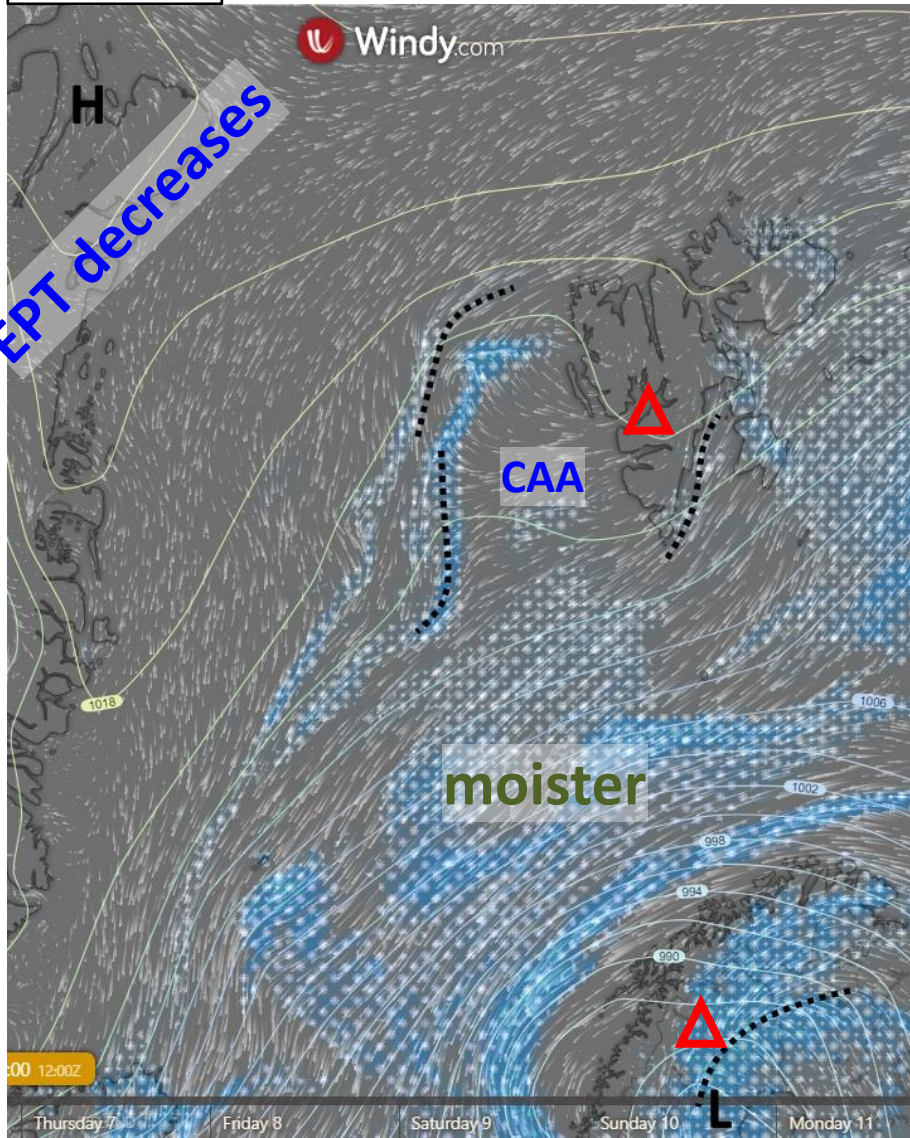 Windy.com
H
EPT decreases
CAA
1018
1006
moister
1002
998
994
990
:00 12:00Z
L
Thursday 7 Friday 8 Saturday 9 Sunday 10 Monday 11